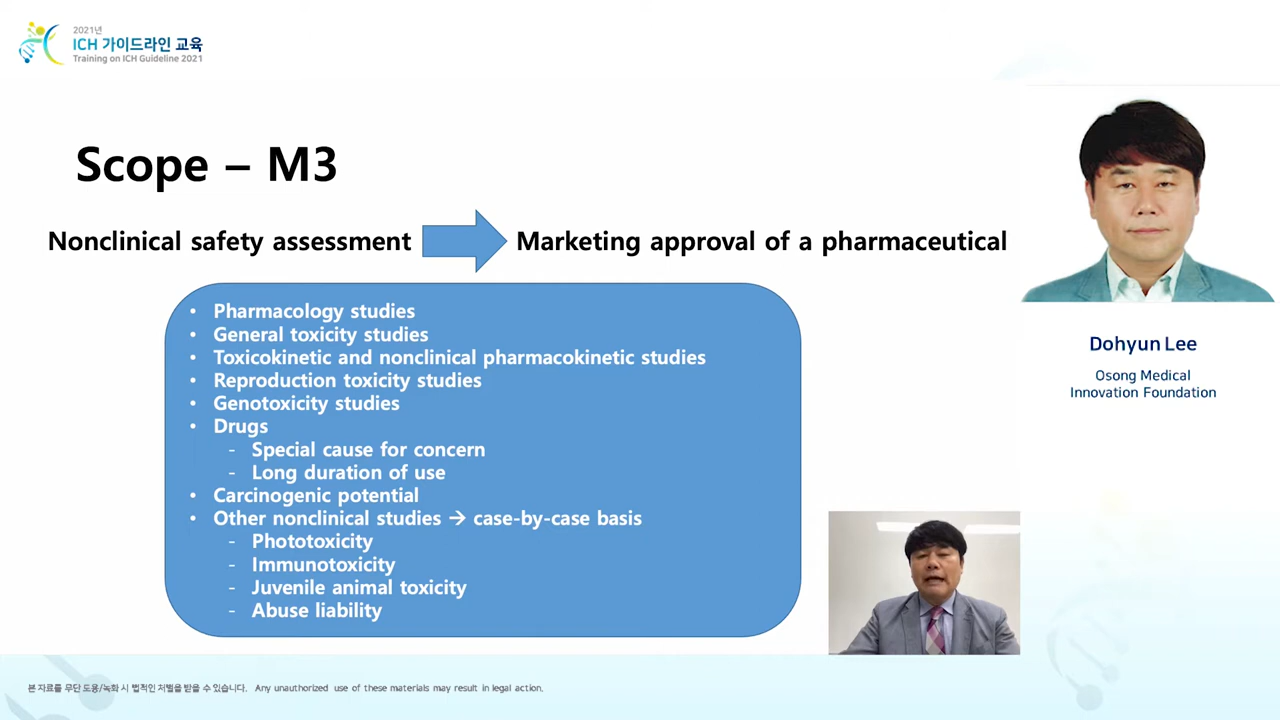 2021년
ICH 가이드라인 교육
Training on ICH Guideline 2021
Scope – M3
Nonclinical safety assessment
Marketing approval of a pharmaceutical
• Pharmacology studies
• General toxicity studies
• Toxicokinetic and nonclinical pharmacokinetic studies
• Reproduction toxicity studies
• Genotoxicity studies
• Drugs
- Special cause for concern
- Long duration of use
• Carcinogenic potential
• Other nonclinical studies → case-by-case basis
- Phototoxicity
- Immunotoxicity
- Juvenile animal toxicity
- Abuse liability
Dohyun Lee
Osong Medical
Innovation Foundation
본 자료를 무단 도용/녹화 시 법적인 처벌을 받을 수 있습니다. Any unauthorized use of these materials may result in legal action.